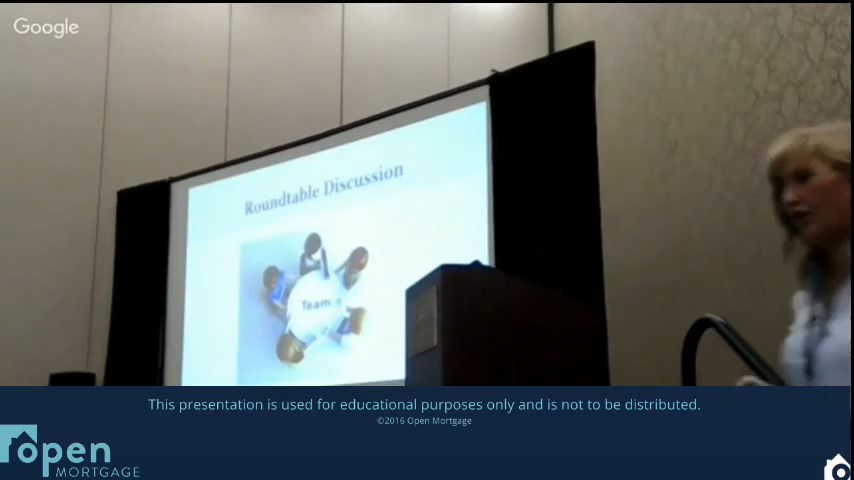 Google
Roundtable Discussion
Team
This presentation is used for educational purposes only and is not to be distributed.
©2016 Open Mortgage
open
MORTGAGE